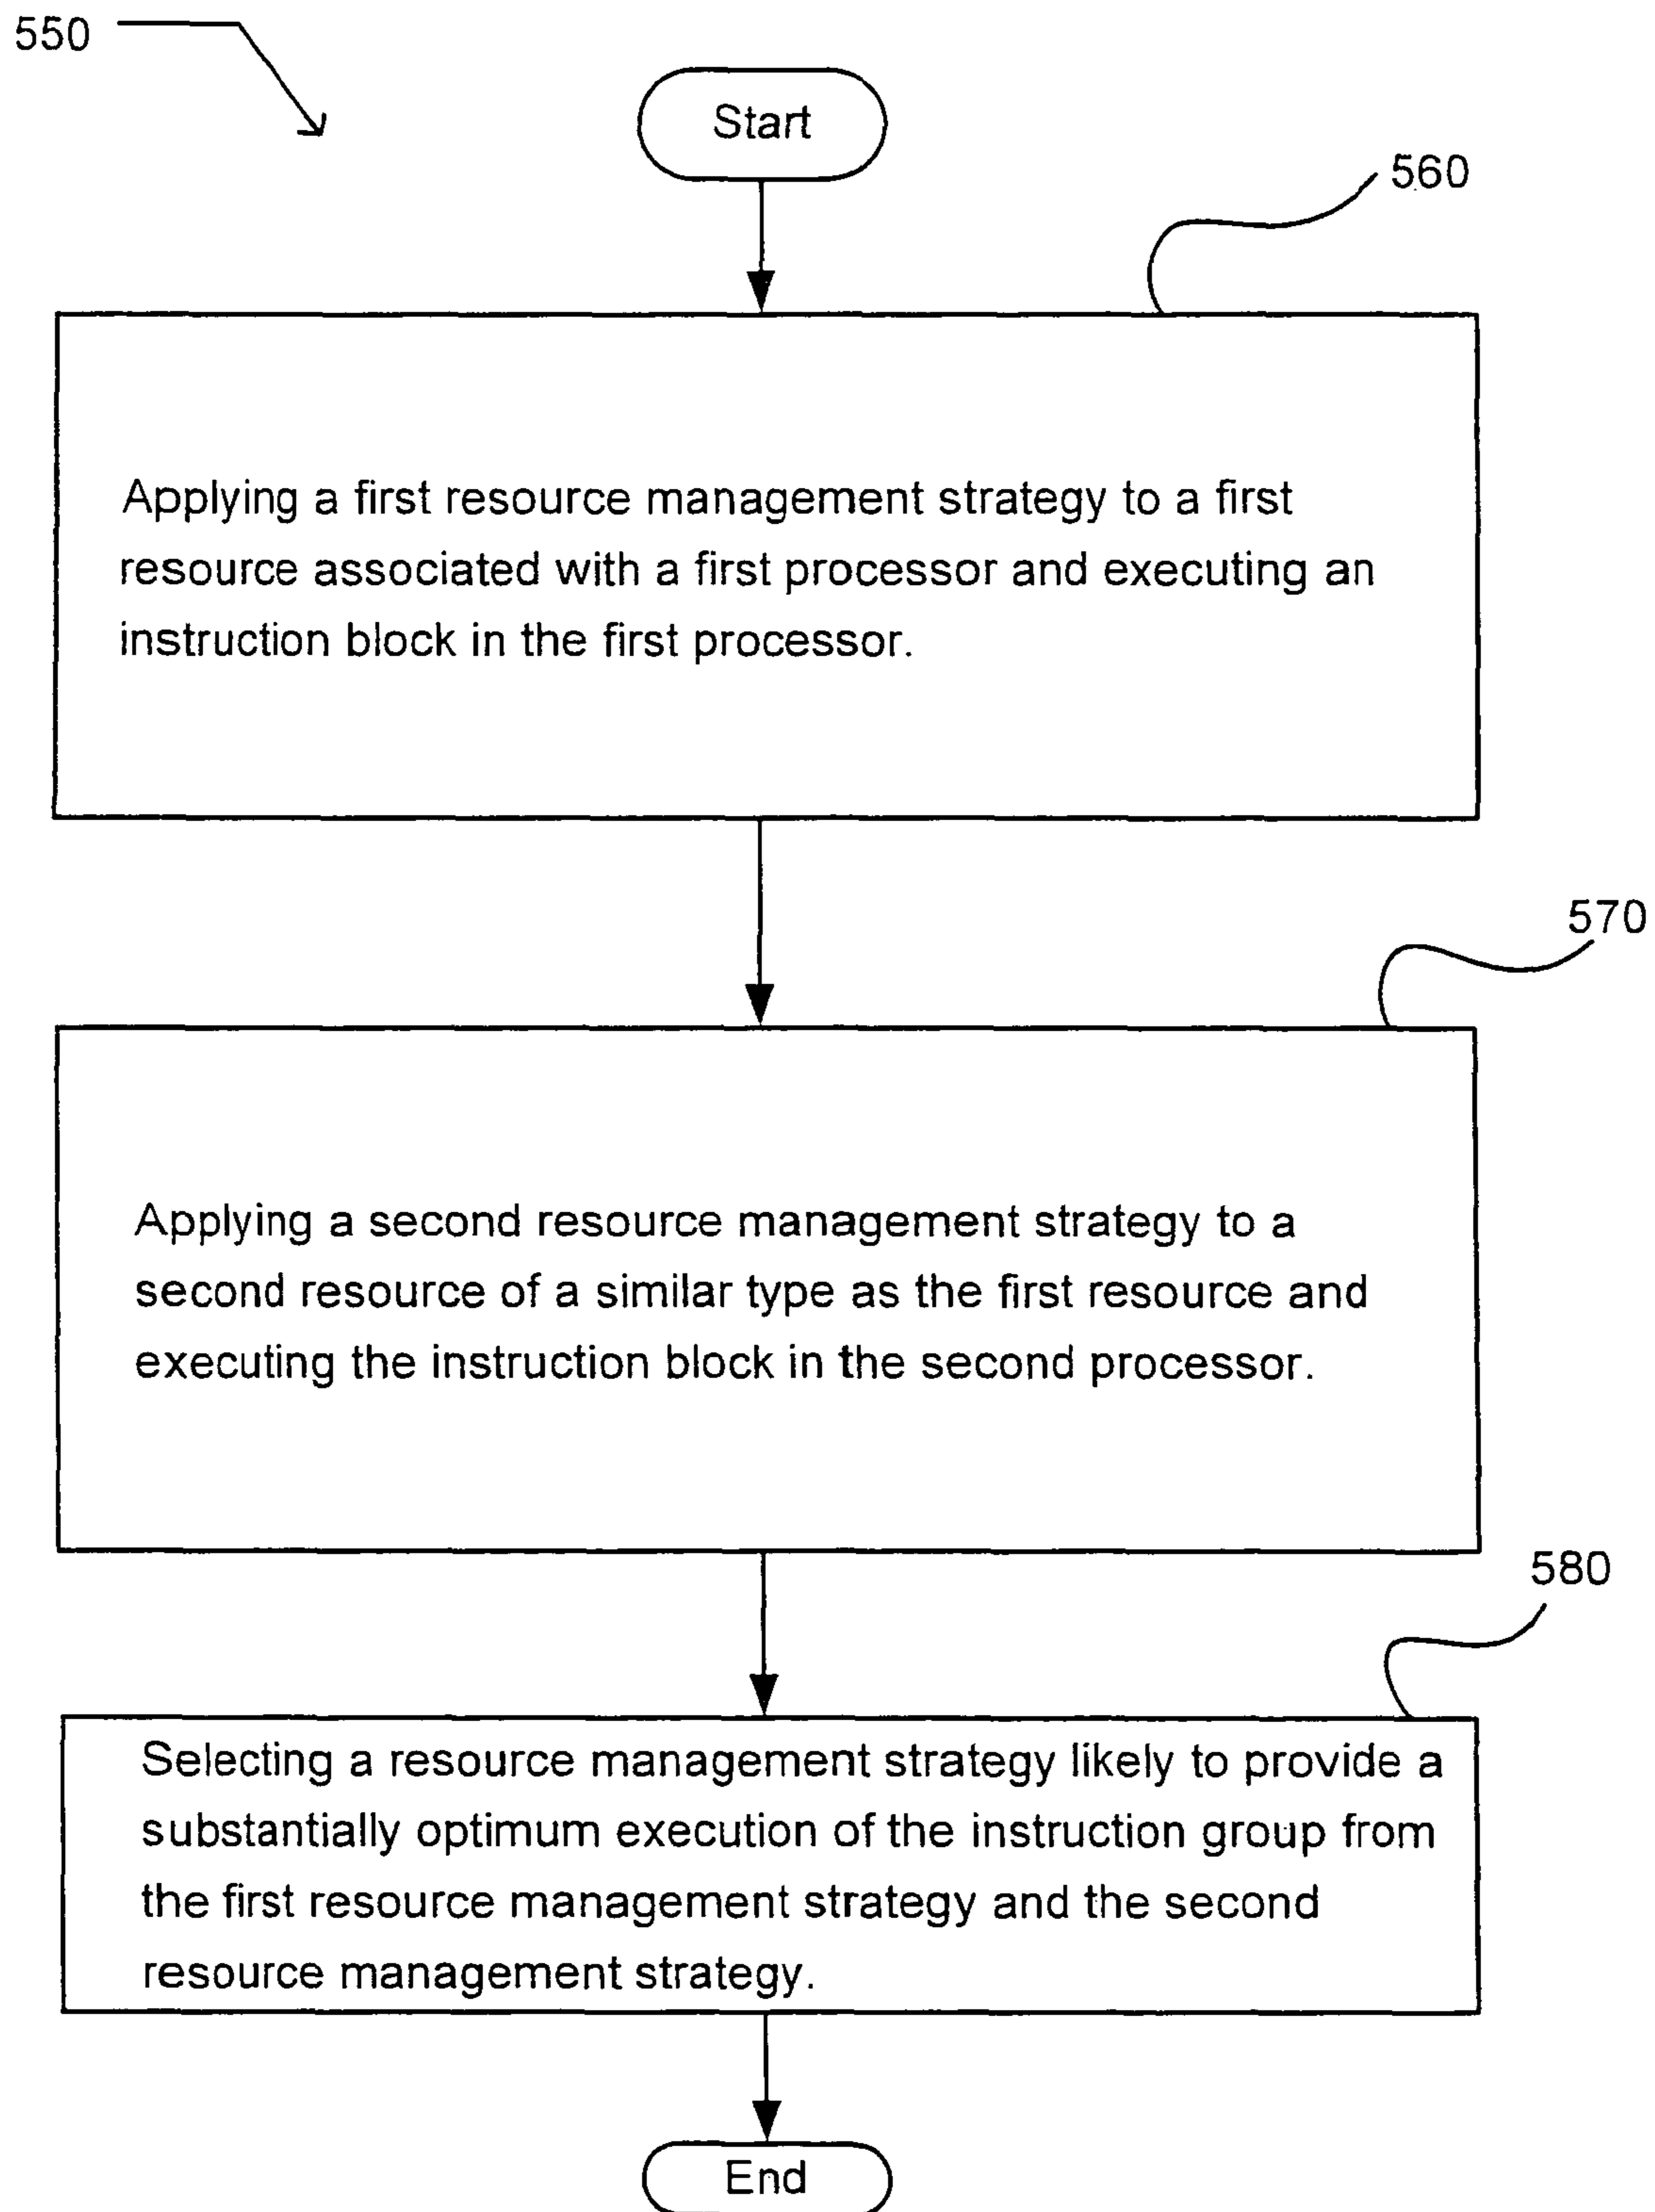 550
Start
560
Applying a first resource management strategy to a first
resource associated with a first processor and executing an
instruction block in the first processor.
570
Applying a second resource management strategy to a
second resource of a similar type as the first resource and
executing the instruction block in the second processor.
580
Selecting a resource management strategy likely to provide a
substantially optimum execution of the instruction group from
the first resource management strategy and the second
resource management strategy.
End